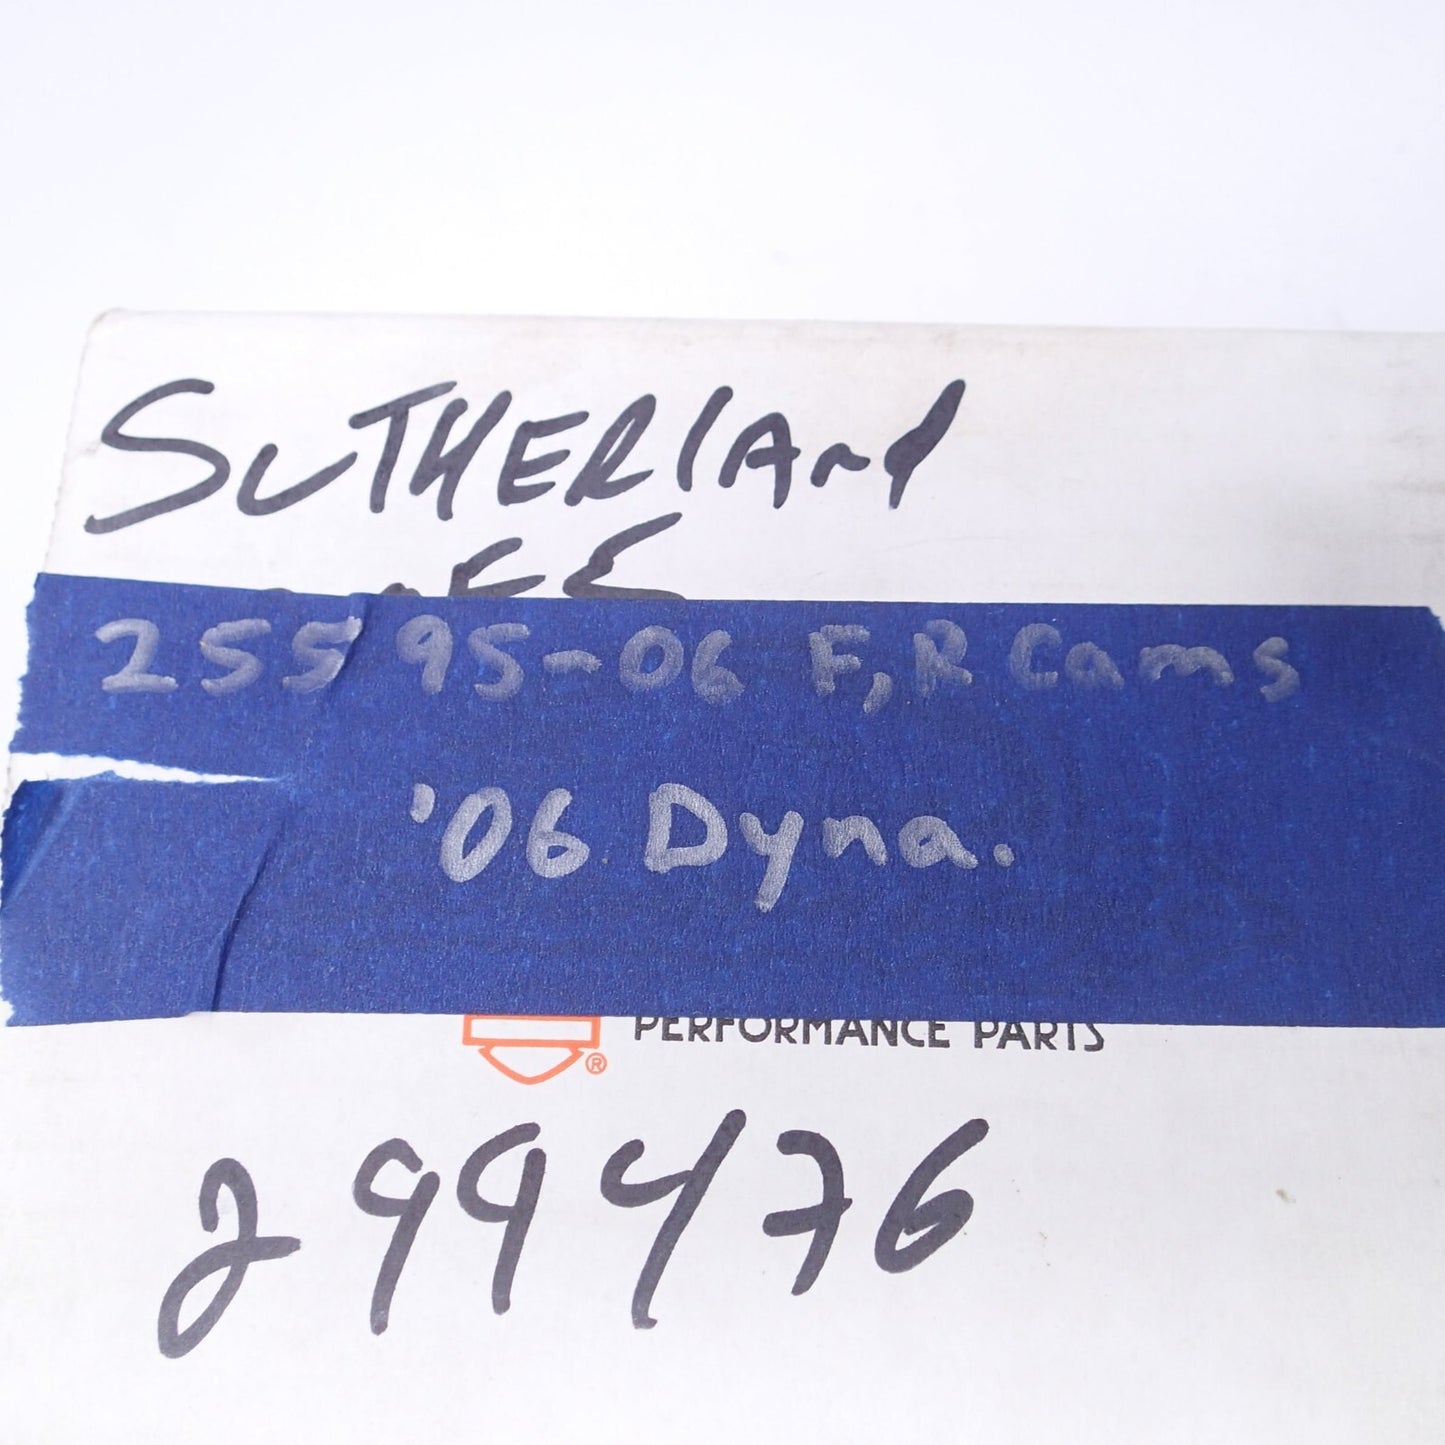 SUTHERlAnd
25595-06 F,R Cams
'06 Dyna.
PERFORMANCE PARTS
®
299476